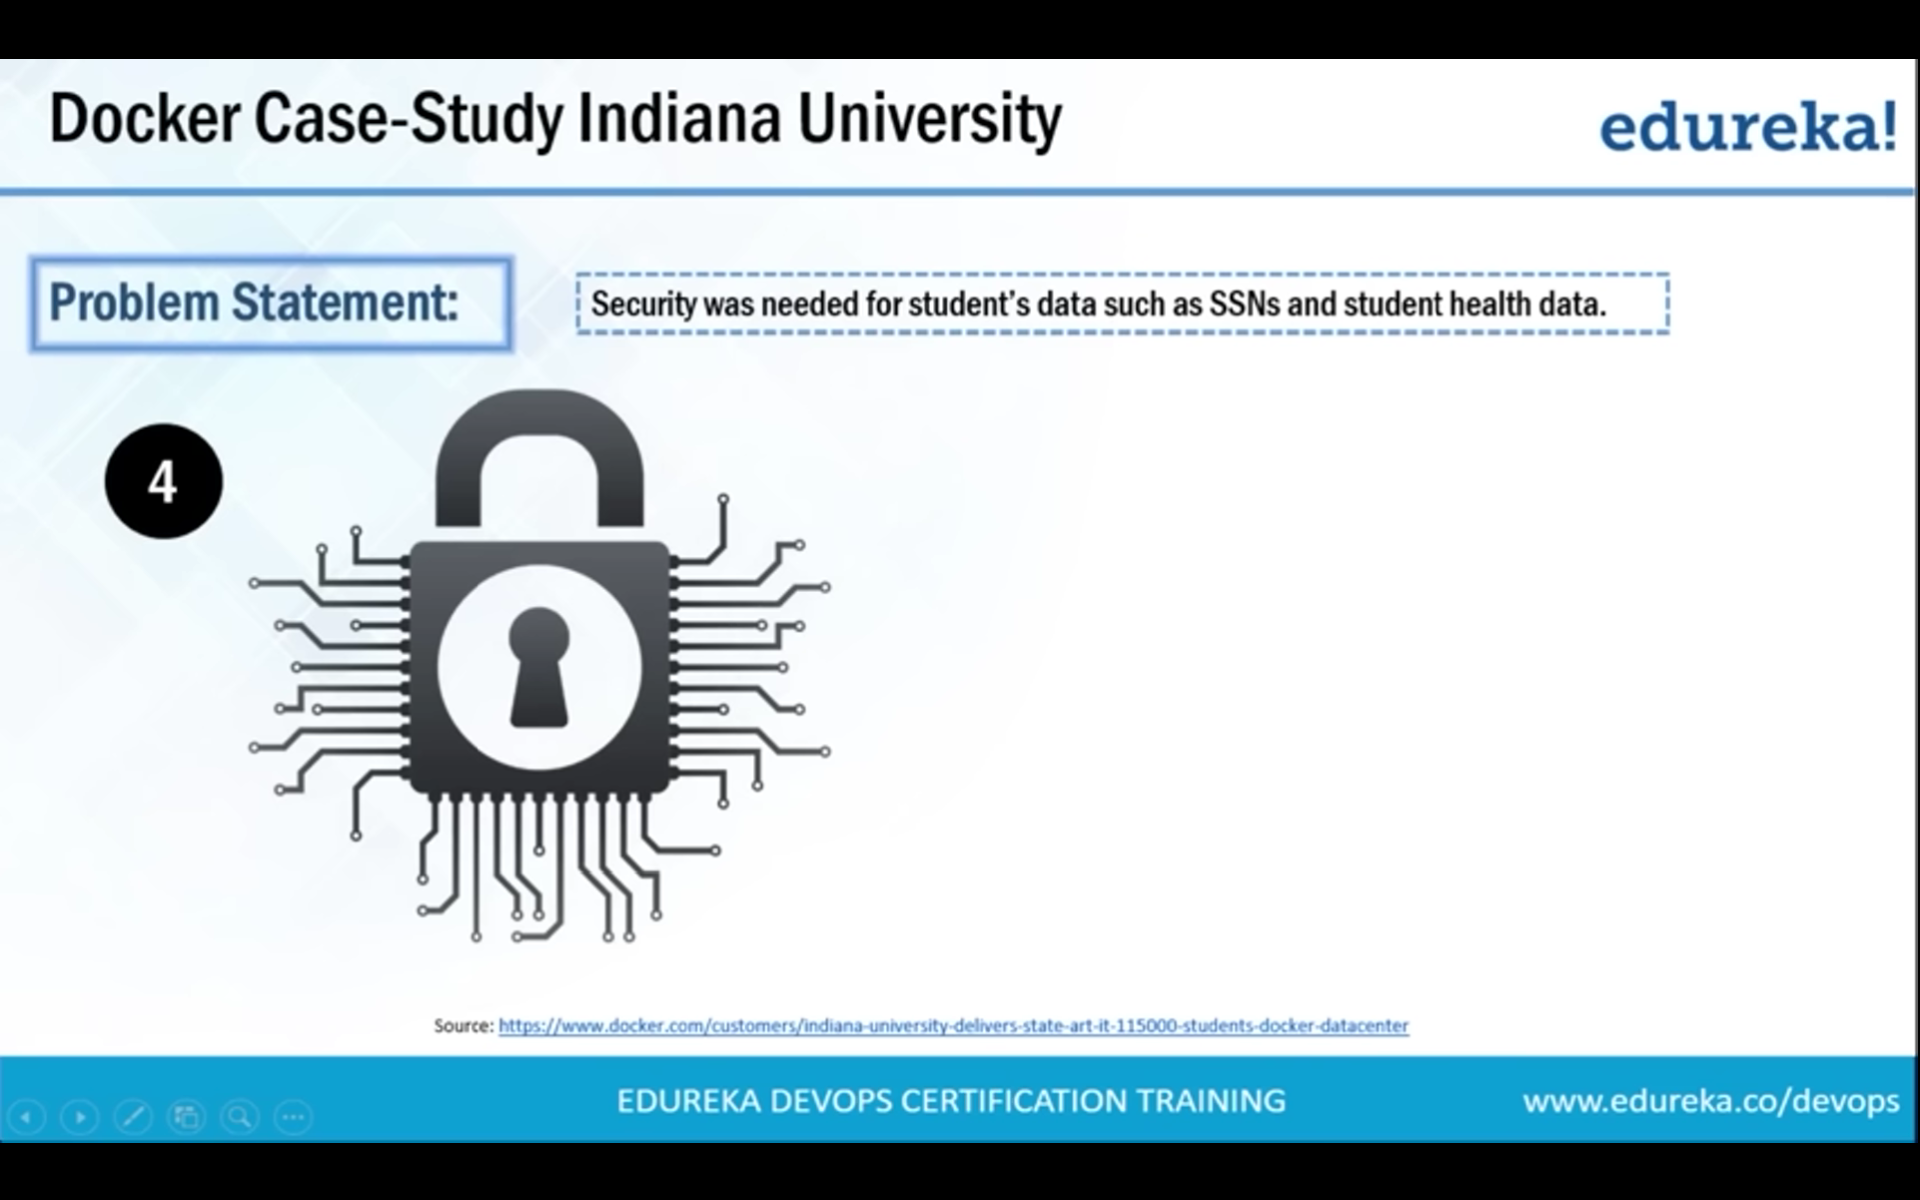 Docker Case-Study Indiana University
edureka!
Problem Statement:
Security was needed for student's data such as SSNs and student health data.
4
Source: https://www.docker.com/customers/indiana-university-delivers-state-art-it-115000-students-docker-datacenter
EDUREKA DEVOPS CERTIFICATION TRAINING
www.edureka.co/devops